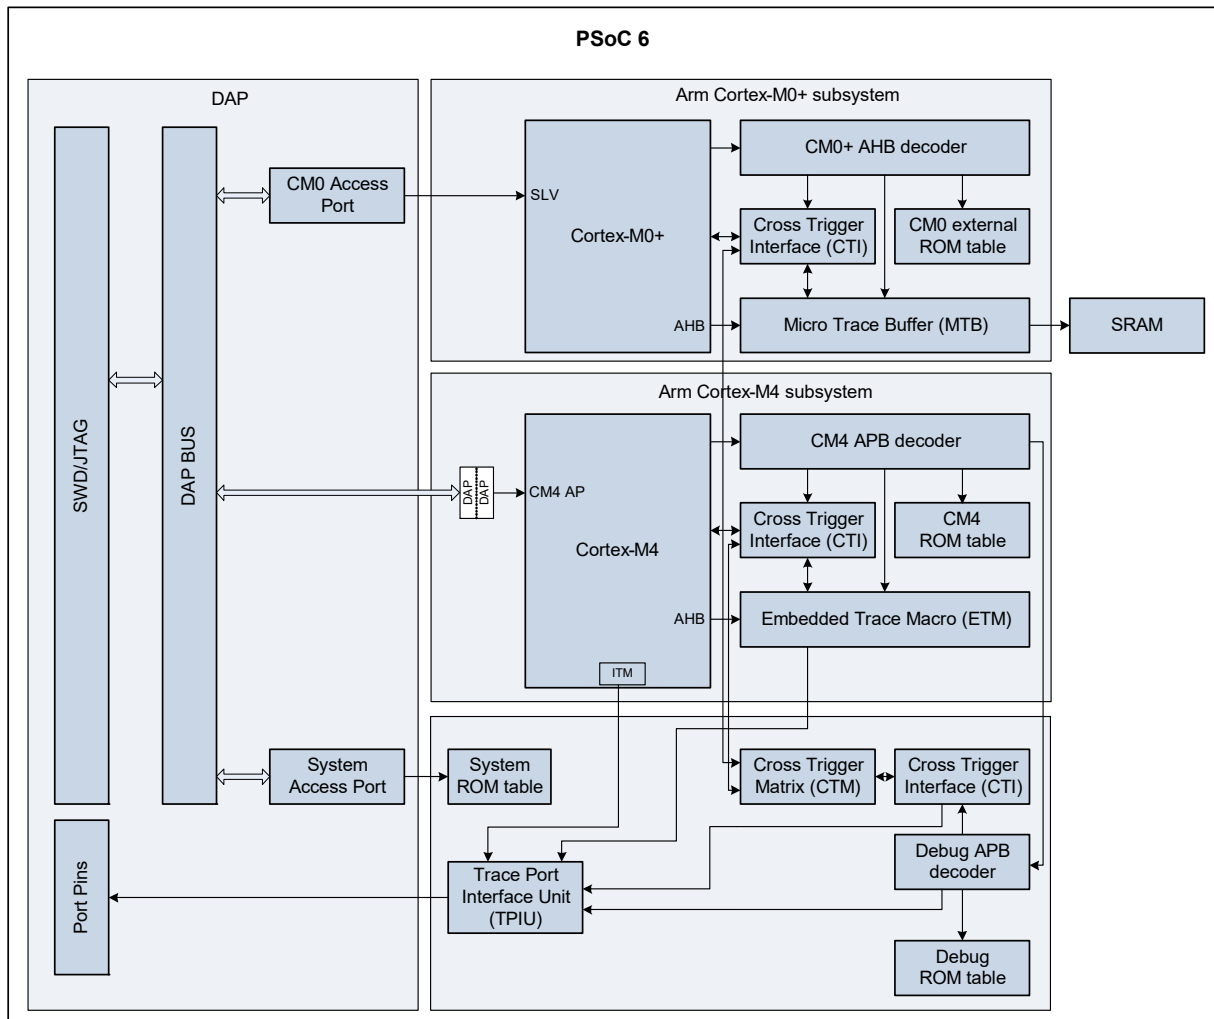 PSoC 6
DAP
Arm Cortex-M0+ subsystem
SWD/JTAG
DAP BUS
CM0 Access
Port
SLV
Cortex-M0+
AHB
CM0+ AHB decoder
Cross Trigger
Interface (CTI)
CM0 external
ROM table
Micro Trace Buffer (MTB)
SRAM
Arm Cortex-M4 subsystem
DAP
DAP
CM4 AP
Cortex-M4
AHB
ITM
CM4 APB decoder
Cross Trigger
Interface (CTI)
CM4
ROM table
Embedded Trace Macro (ETM)
System
Access Port
System
ROM table
Cross Trigger
Matrix (CTM)
Cross Trigger
Interface (CTI)
Port Pins
Trace Port
Interface Unit
(TPIU)
Debug APB
decoder
Debug
ROM table